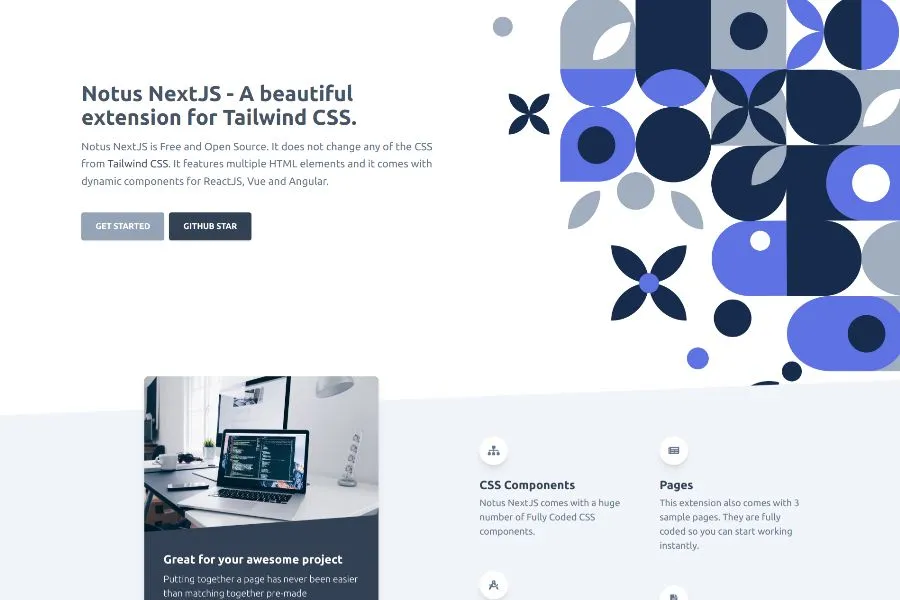 Notus NextJS - A beautiful
extension for Tailwind CSS.
Notus NextJS is Free and Open Source. It does not change any of the CSS
from Tailwind CSS. It features multiple HTML elements and it comes with
dynamic components for ReactJS, Vue and Angular.
GET STARTED
GITHUB STAR
Great for your awesome project
Putting together a page has never been easier
than matching together pre-made
CSS Components
Notus NextJS comes with a huge
number of Fully Coded CSS
components.
Pages
This extension also comes with 3
sample pages. They are fully
coded so you can start working
instantly.